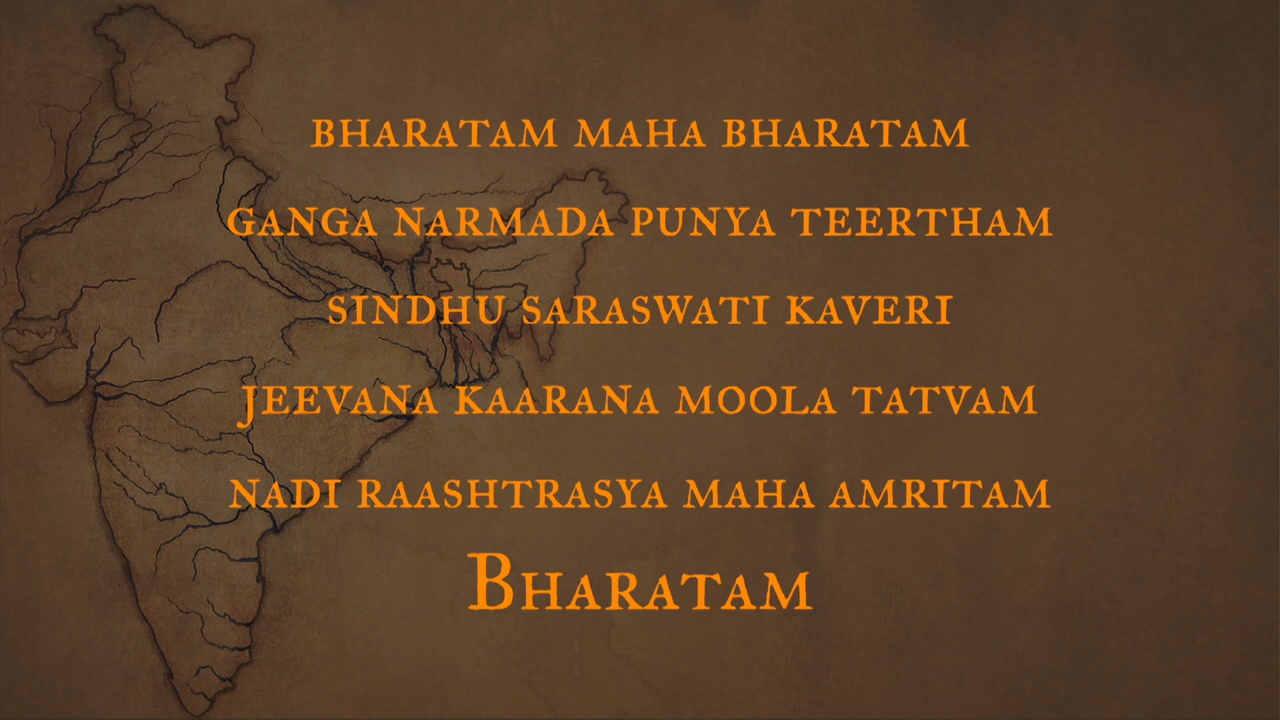 BHARATAM MAHA BHARATAM
GANGA NARMADA PUNYA TEERTHAM
SINDHU SARASWATI KAVERI
JEEVANA KAARANA MOOLA TATVAM
NADI RAASHTRASYA MAHA AMRITAM
BHARATAM